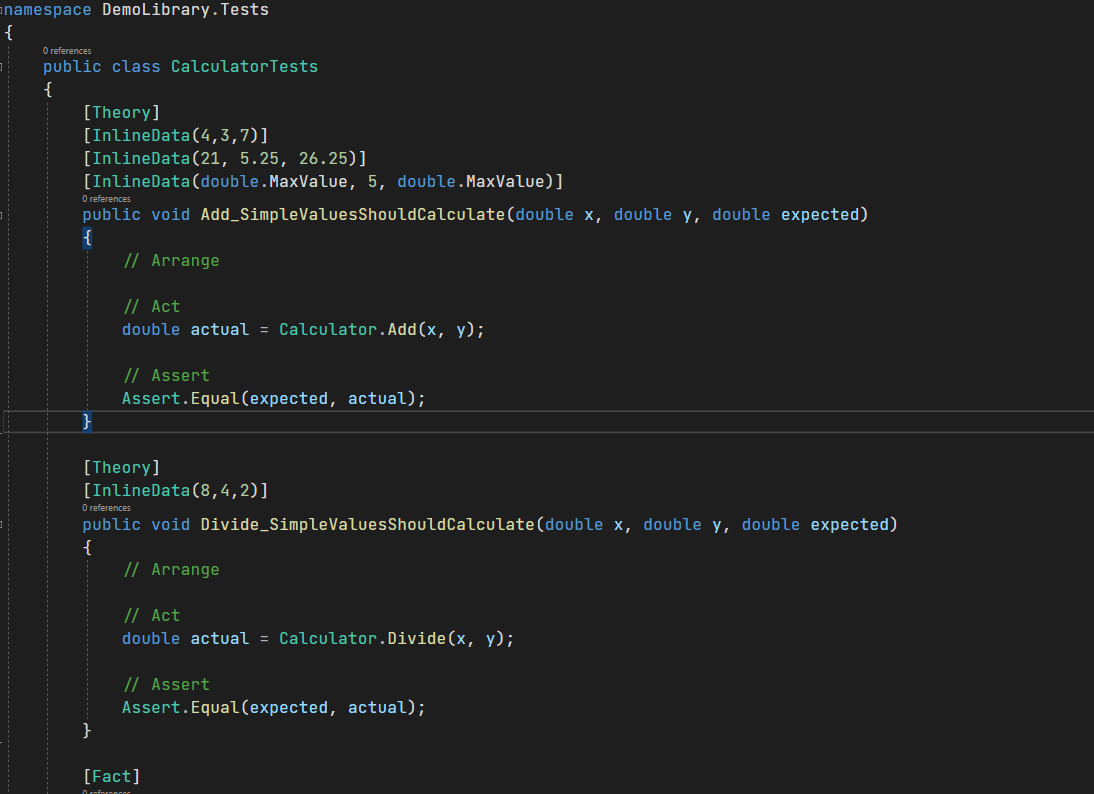 namespace DemoLibrary.Tests
{
0 references
public class CalculatorTests
{
[Theory]
[InlineData(4,3,7)]
[InlineData(21, 5.25, 26.25)]
[InlineData(double.MaxValue, 5, double.MaxValue)]
0 references
public void Add_SimpleValuesShouldCalculate(double x, double y, double expected)
{
// Arrange
// Act
double actual = Calculator.Add(x, y);
// Assert
Assert.Equal(expected, actual);
}
[Theory]
[InlineData(8,4,2)]
0 references
public void Divide_SimpleValuesShouldCalculate(double x, double y, double expected)
{
// Arrange
// Act
double actual = Calculator.Divide(x, y);
// Assert
Assert.Equal(expected, actual);
}
[Fact]
0 references